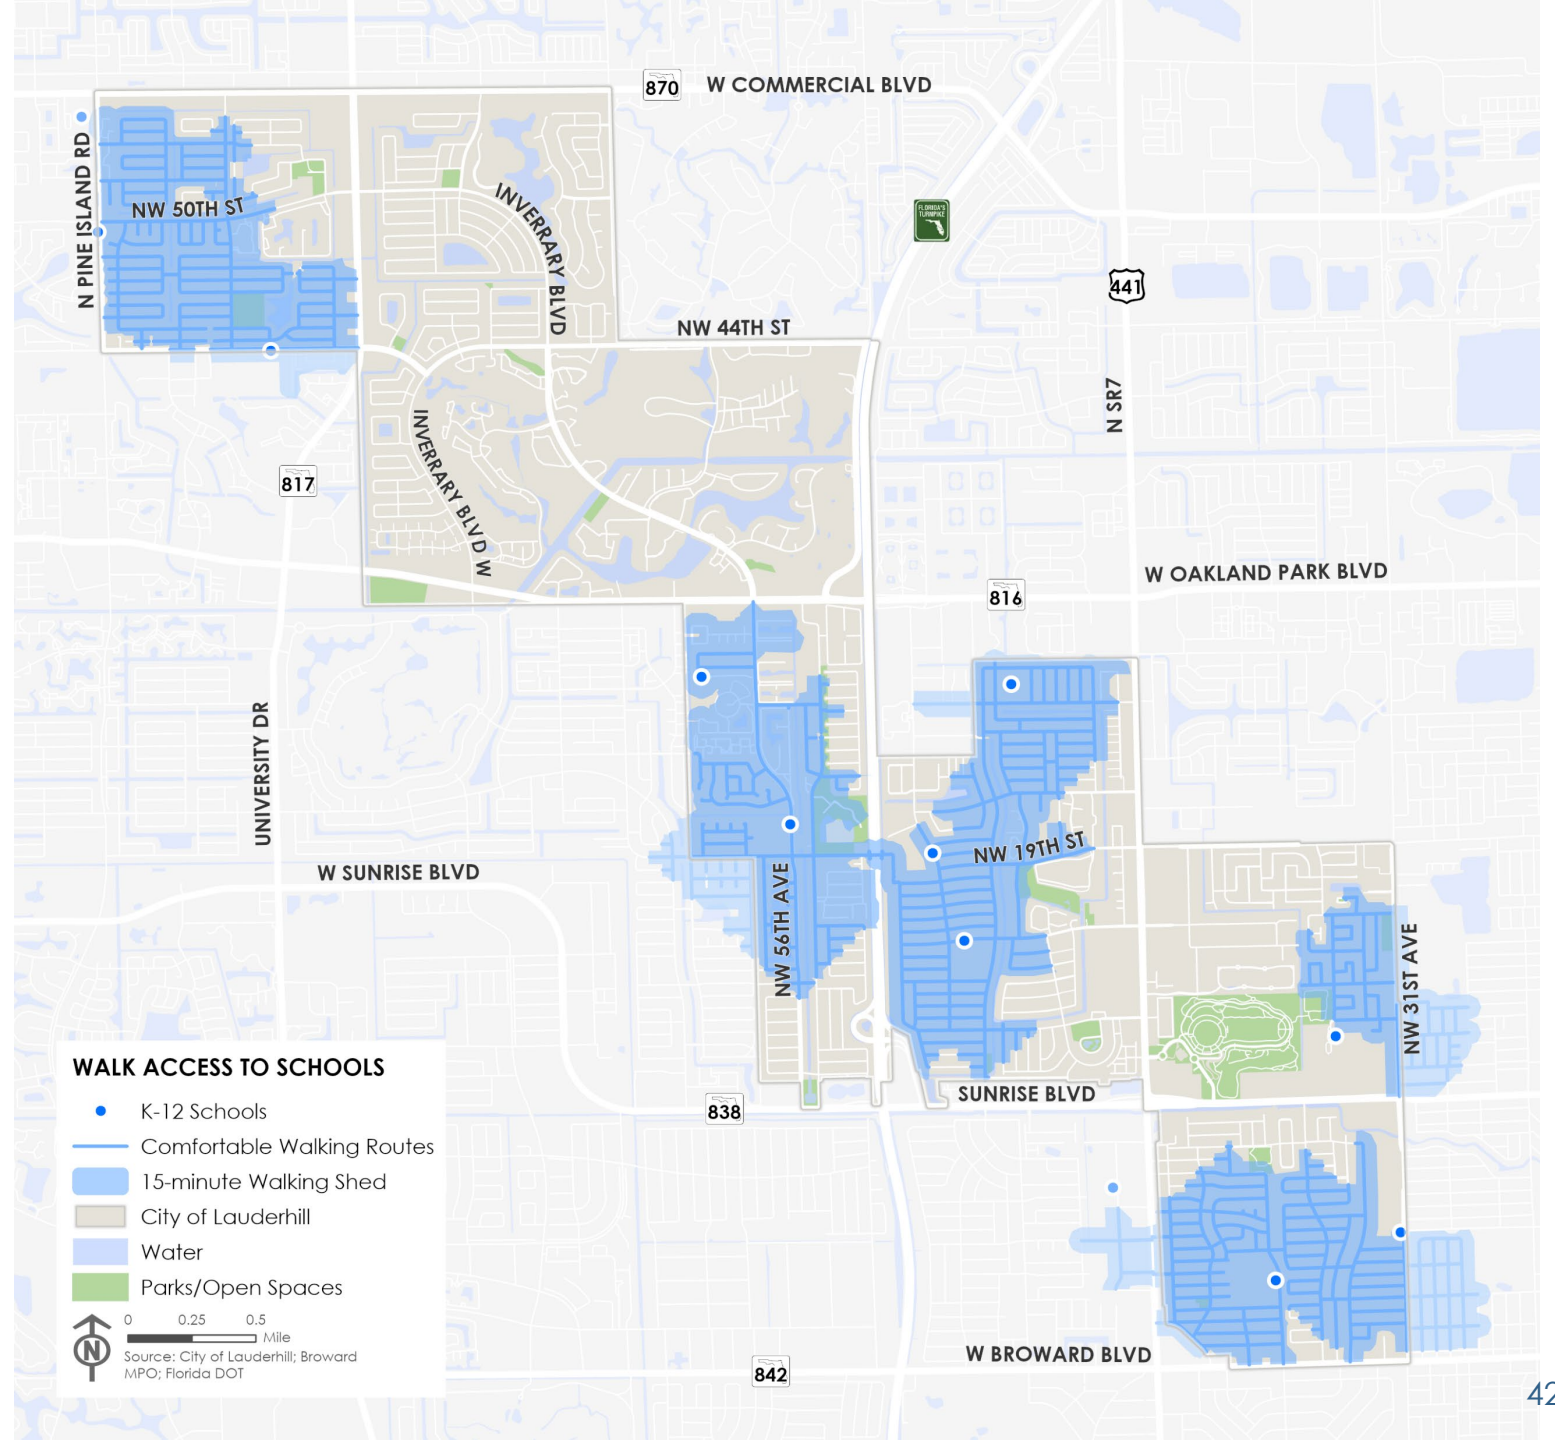 870 W COMMERCIAL BLVD
N PINE ISLAND RD
NW 50TH ST
INVERRARY BLVD
FLORIDA'S
TURNPIKE
441
NW 44TH ST
N SR7
INVERRARY BLVD W
817
W OAKLAND PARK BLVD
816
UNIVERSITY DR
W SUNRISE BLVD
NW 19TH ST
NW 56TH AVE
NW 31ST AVE
SUNRISE BLVD
838
W BROWARD BLVD
842
WALK ACCESS TO SCHOOLS
K-12 Schools
Comfortable Walking Routes
15-minute Walking Shed
City of Lauderhill
Water
Parks/Open Spaces
N
0 0.25 0.5
Mile
Source: City of Lauderhill; Broward
MPO; Florida DOT
42